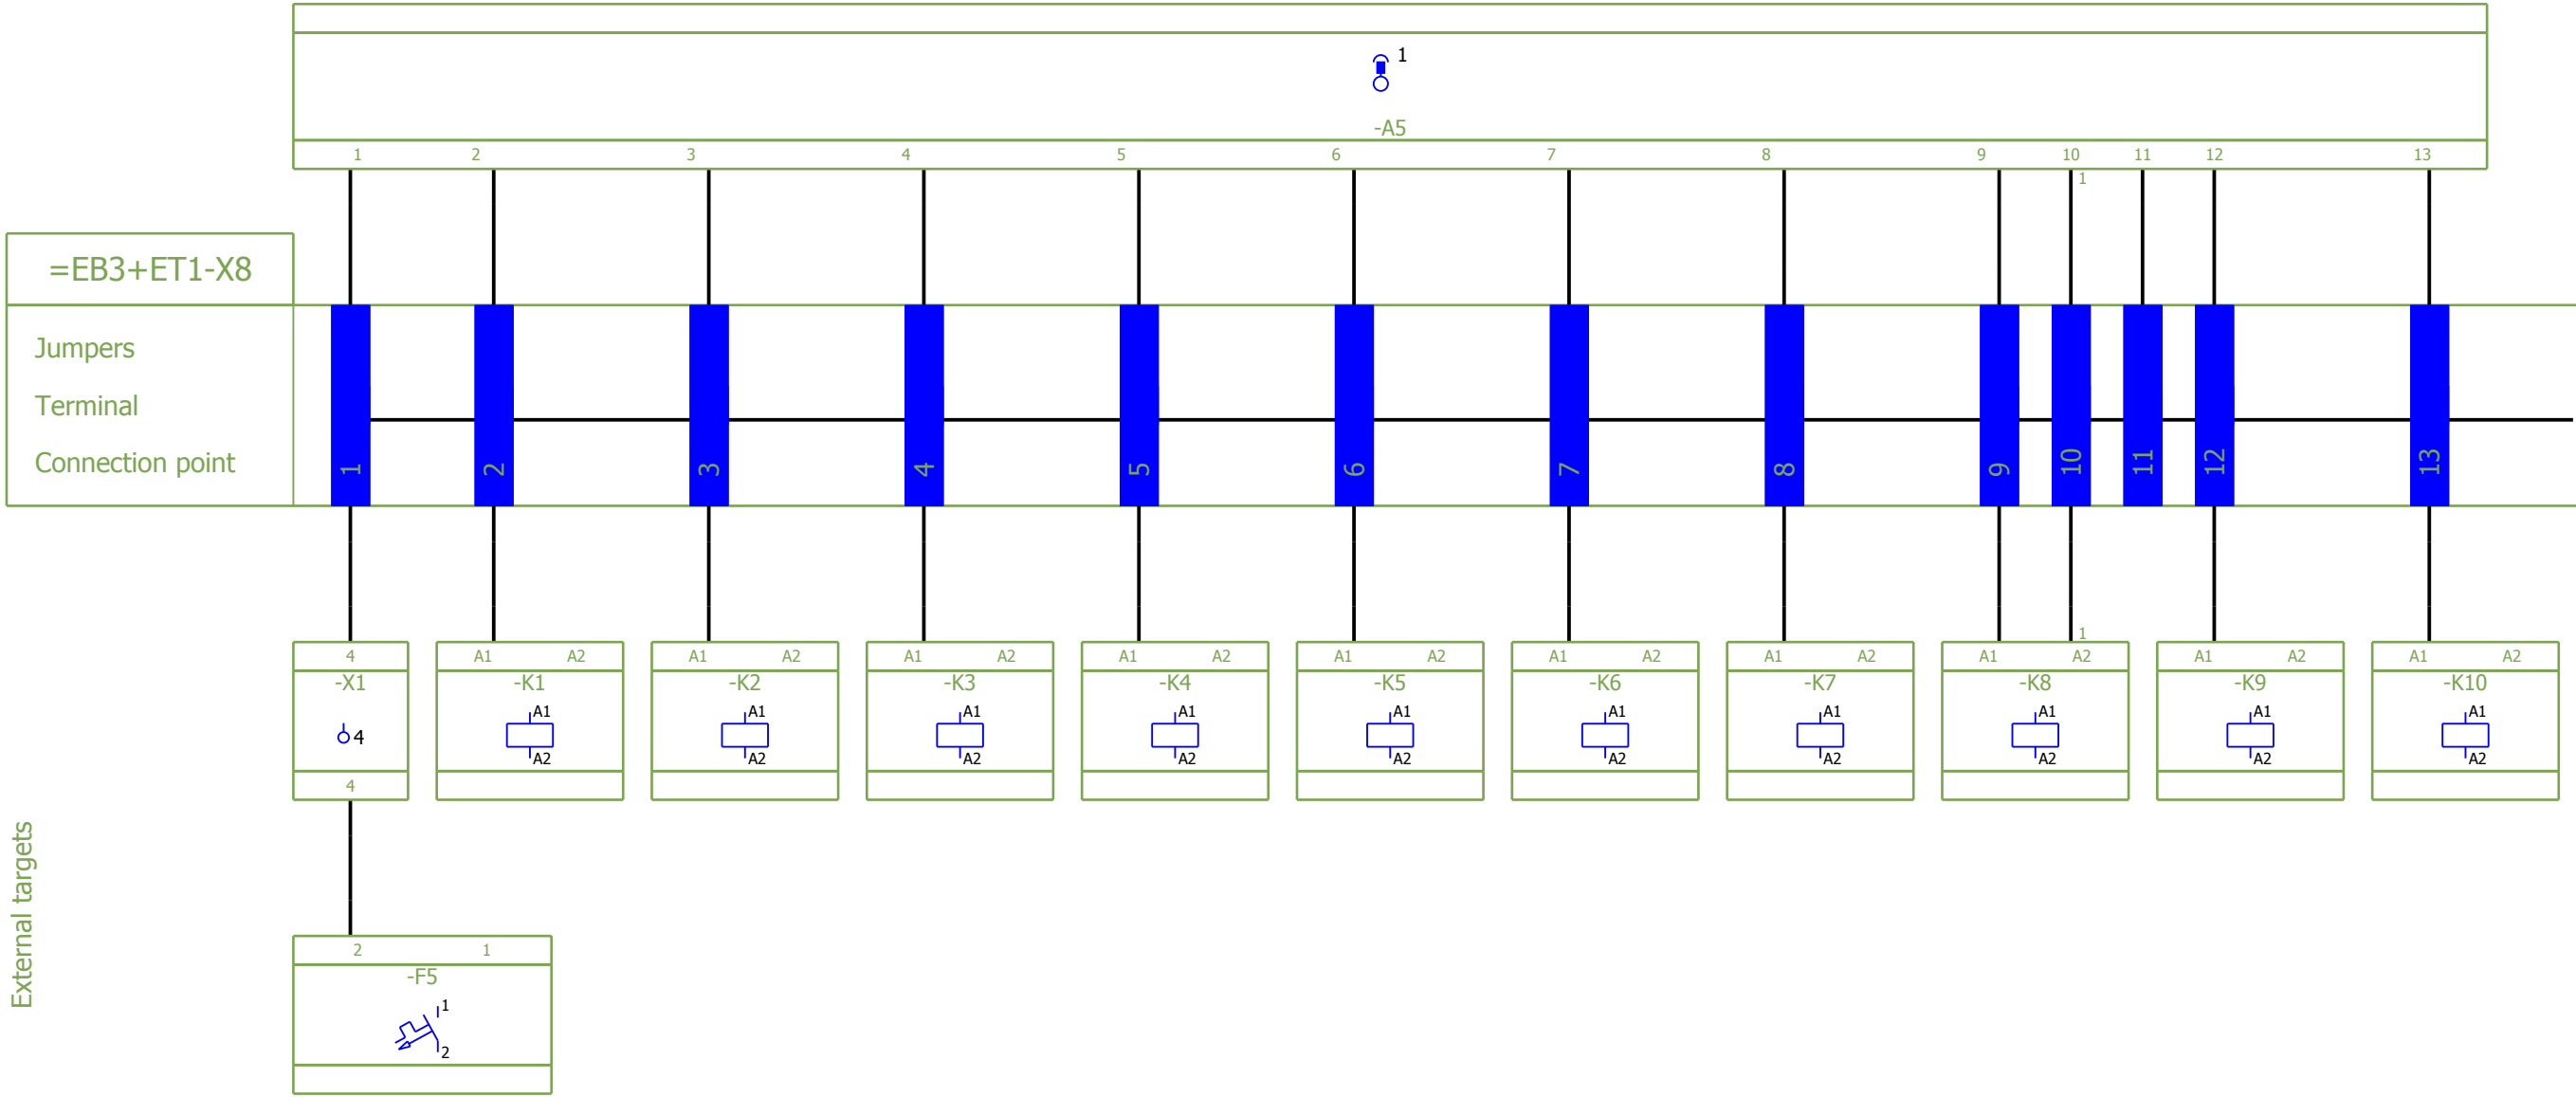 1
-A5
1 2 3 4 5 6 7 8 9 10 11 12 13
1
=EB3+ET1-X8
Jumpers
Terminal
Connection point
1 2 3 4 5 6 7 8 9 10 11 12 13
1
4 A1 A2 A1 A2 A1 A2 A1 A2 A1 A2 A1 A2 A1 A2 A1 A2 A1 A2 A1 A2
-X1 -K1 -K2 -K3 -K4 -K5 -K6 -K7 -K8 -K9 -K10
A1 A1 A1 A1 A1 A1 A1 A1 A1 A1
4
A2 A2 A2 A2 A2 A2 A2 A2 A2 A2
4
External targets
2 1
-F5
1
2